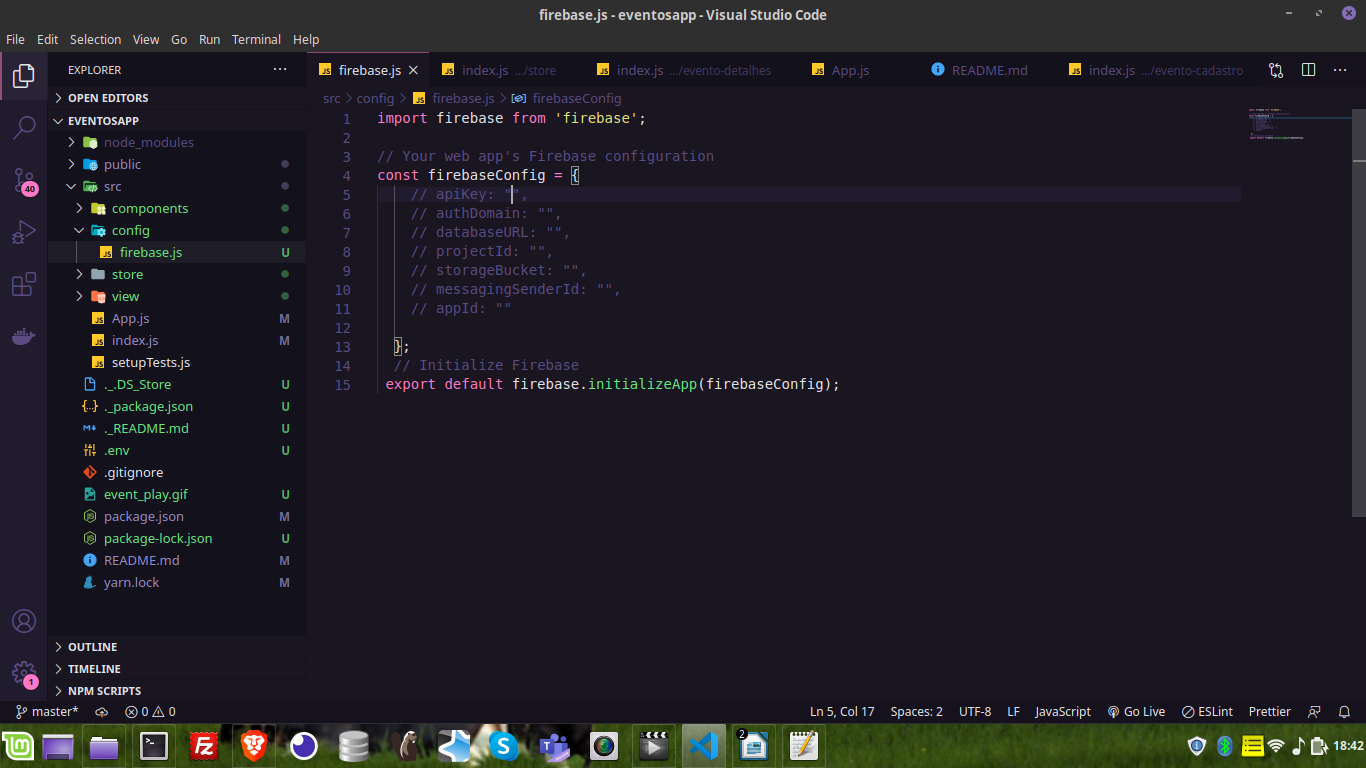 firebase.js - eventosapp - Visual Studio Code
File Edit Selection View Go Run Terminal Help
EXPLORER ...
OPEN EDITORS
EVENTOSAPP
node_modules
public
src
components
config
firebase.js U
store
view
App.js M
index.js M
setupTests.js
._.DS_Store U
._package.json U
._README.md U
.env U
.gitignore
event_play.gif U
package.json M
package-lock.json U
README.md M
yarn.lock M
OUTLINE
TIMELINE
NPM SCRIPTS
40
1
firebase.js
index.js .../store
index.js .../evento-detalhes
App.js
README.md
index.js .../evento-cadastro
src > config > firebase.js > firebaseConfig
1 import firebase from 'firebase';
2
3 // Your web app's Firebase configuration
4 const firebaseConfig = {
5 // apiKey: "",
6 // authDomain: "",
7 // databaseURL: "",
8 // projectId: "",
9 // storageBucket: "",
10 // messagingSenderId: "",
11 // appId: ""
12
13 };
14 // Initialize Firebase
15 export default firebase.initializeApp(firebaseConfig);
master* 0 0 Ln 5, Col 17 Spaces: 2 UTF-8 LF JavaScript Go Live ESLint Prettier
2
18:42